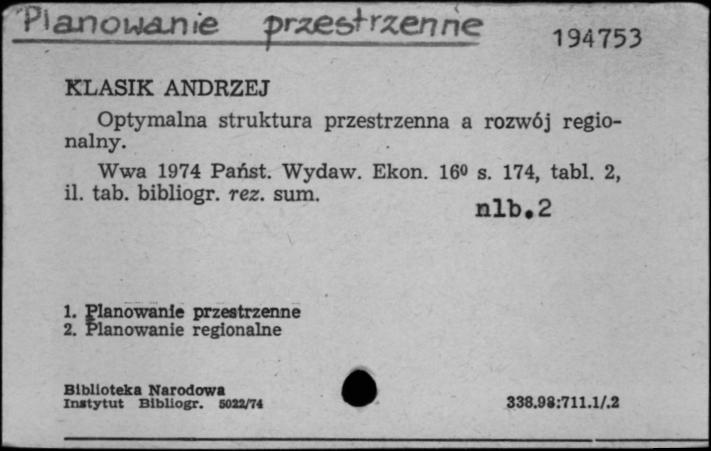 Planowanie przestrzenne
194753
KLASIK ANDRZEJ
Optymalna struktura przestrzenna a rozwój regio-
nalny.
Wwa 1974 Państ. Wydaw. Ekon. 16⁰ s. 174, tabl. 2,
il. tab. bibliogr. rez. sum.
nlb.2
1. Planowanie przestrzenne
2. Planowanie regionalne
Biblioteka Narodowa
Instytut Bibliogr. 5022/74
338.98:711.1/.2